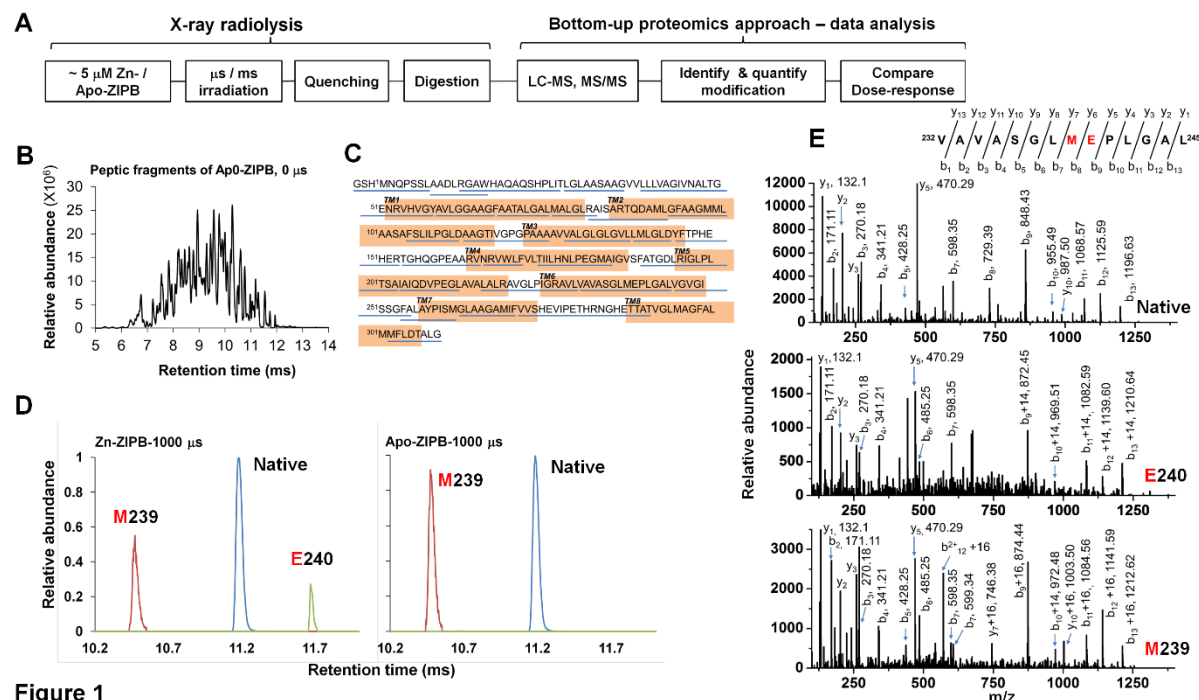 A
X-ray radiolysis
Bottom-up proteomics approach – data analysis
~ 5 μM Zn- /
Apo-ZIPB
μs / ms
irradiation
Quenching
Digestion
LC-MS, MS/MS
Identify & quantify
modification
Compare
Dose-response
B
Peptic fragments of Ap0-ZIPB, 0 μs
Relative abundance (X10⁶)
30
25
20
15
10
5
0
5 6 7 8 9 10 11 12 13 14
Retention time (ms)
C
GSH¹MNQPSSLAADLRGAWHAQAQSHPLITLGLAASAAGVVLLLVAGIVNALTG
TM1
TM2
⁵¹ENRVHVGYAVLGGAAGFAATALGALMALGLRAISARTQDAMLGFAAGMML
TM3
¹⁰¹AASAFSLILPGLDAAGTIVGPGPAAAAVVALGLGLGVLLMLGLDYFTPHE
TM4
TM5
¹⁵¹HERTGHQGPEAARVNRVWLFVLTIILHNLPEGMAIGVSFATGDLRIGLPL
TM6
²⁰¹TSAIAIQDVPEGLAVALALRAVGLPIGRAVLVAVASGLMEPLGALVGVGI
TM7
TM8
²⁵¹SSGFALAYPISMGLAAGAMIFVVSHEVIPETHRNGHETTATVGLMAGFAL
³⁰¹MMFLDTALG
D
Relative abundance
1
0.8
0.6
0.4
0.2
0
Zn-ZIPB-1000 μs
M239
Native
E240
10.2 10.7 11.2 11.7
Apo-ZIPB-1000 μs
M239
Native
10.2 10.7 11.2 11.7
Retention time (ms)
E
y₁₃ y₁₂ y₁₁ y₁₀ y₉ y₈ y₇ y₆ y₅ y₄ y₃ y₂ y₁
²³²V A V A S G L M E P L G A L²⁴⁵
b₁ b₂ b₃ b₄ b₅ b₆ b₇ b₈ b₉ b₁₀ b₁₁ b₁₂ b₁₃
Relative abundance
12000
10000
8000
6000
4000
2000
0
y₁, 132.1
b₂, 171.11
y₂
y₃
b₃, 270.18
b₄, 341.21
b₅, 428.25
y₅, 470.29
b₇, 598.35
b₈, 729.39
b₉, 848.43
b₁₀, 955.49
y₁₀, 987.50
b₁₁, 1068.57
b₁₂, 1125.59
b₁₃, 1196.63
Native
250 500 750 1000 1250
2000
1500
1000
500
0
y₁, 132.1
b₂, 171.11
y₂
y₃
b₃, 270.18
b₄, 341.21
y₅, 470.29
b₆, 485.25
b₇, 598.35
b₉+14, 872.45
b₁₀+14, 969.51
b₁₁+14, 1082.59
b₁₂ +14, 1139.60
b₁₃ +14, 1210.64
E240
250 500 750 1000 1250
3000
2000
1000
0
y₁, 132.1
b₂, 171.11
y₂
y₃
b₃, 270.18
b₄, 341.21
b₅, 428.25
y₅, 470.29
b₆, 485.25
b²⁺₁₂ +16
b₇, 598.35
b₇, 599.34
y₇+16, 746.38
b₉+16, 874.44
b₁₀+14, 972.48
y₁₀+16, 1003.50
b₁₁+16, 1084.56
b₁₂ +16, 1141.59
b₁₃ +16, 1212.62
M239
250 500 750 1000 1250
m/z
Figure 1